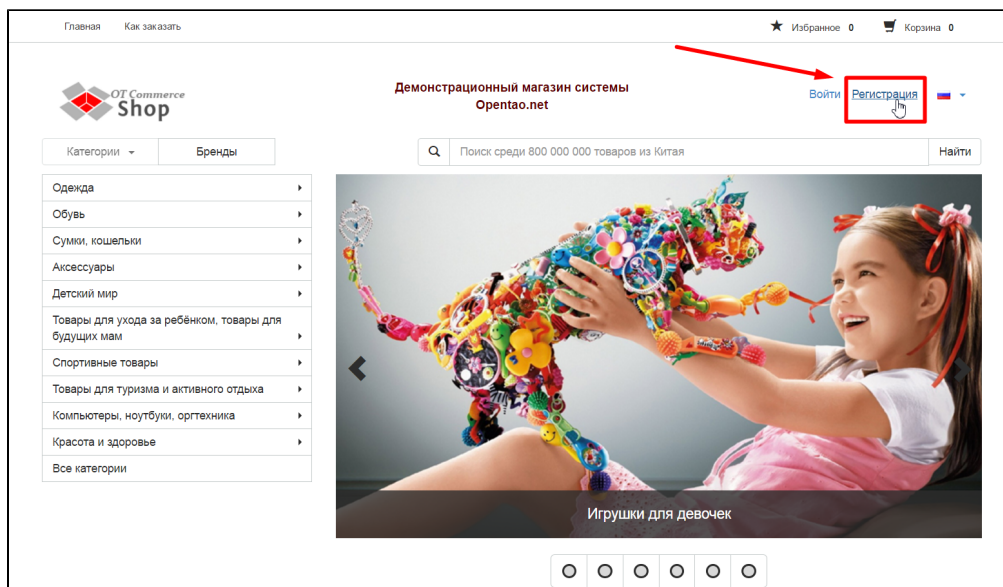 Главная Как заказать Избранное 0 Корзина 0
OT Commerce
Shop
Демонстрационный магазин системы
Opentao.net
Войти Регистрация
Категории Бренды Поиск среди 800 000 000 товаров из Китая Найти
Одежда
Обувь
Сумки, кошельки
Аксессуары
Детский мир
Товары для ухода за ребёнком, товары для
будущих мам
Спортивные товары
Товары для туризма и активного отдыха
Компьютеры, ноутбуки, оргтехника
Красота и здоровье
Все категории
Игрушки для девочек